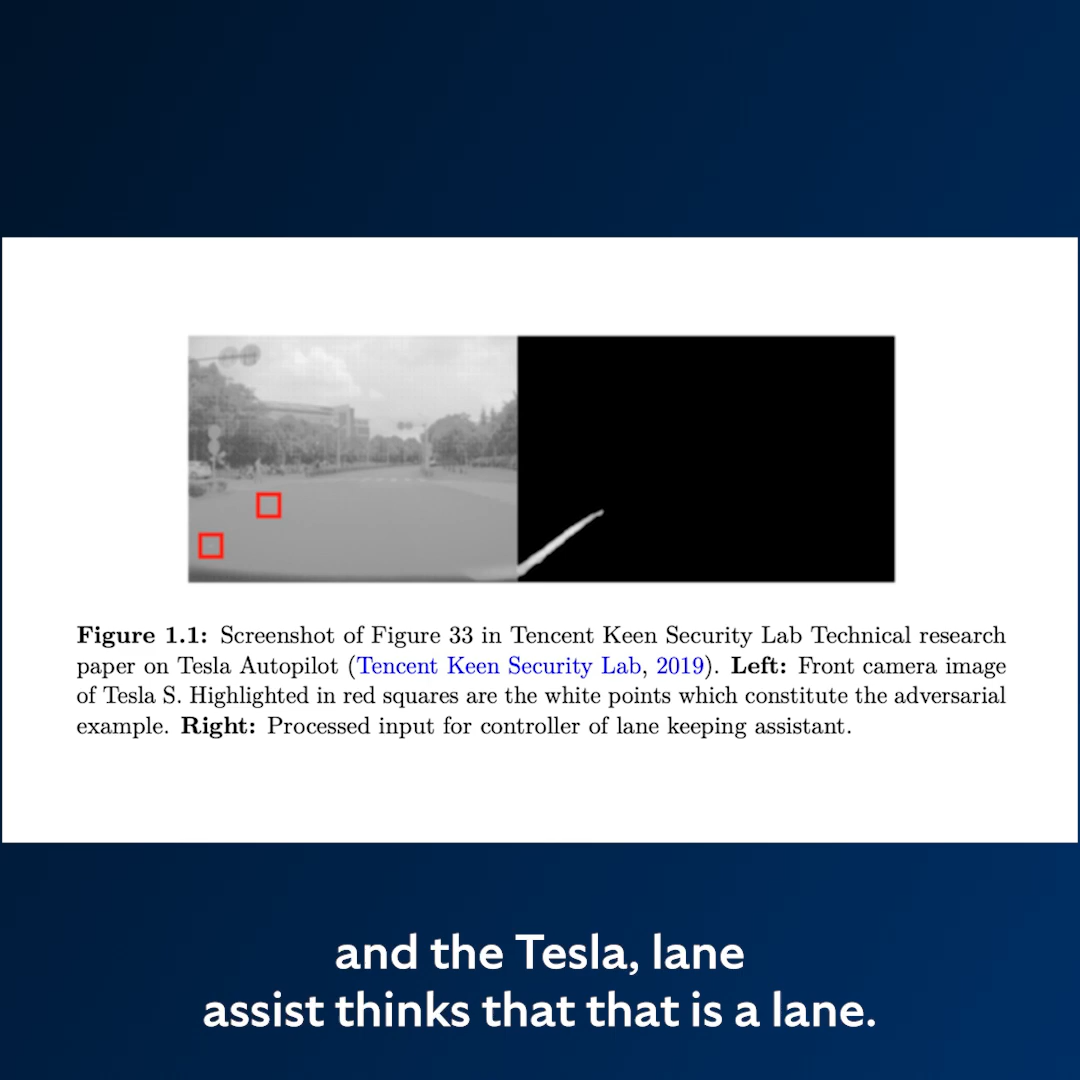 Figure 1.1: Screenshot of Figure 33 in Tencent Keen Security Lab Technical research
paper on Tesla Autopilot (Tencent Keen Security Lab, 2019). Left: Front camera image
of Tesla S. Highlighted in red squares are the white points which constitute the adversarial
example. Right: Processed input for controller of lane keeping assistant.
and the Tesla, lane
assist thinks that that is a lane.